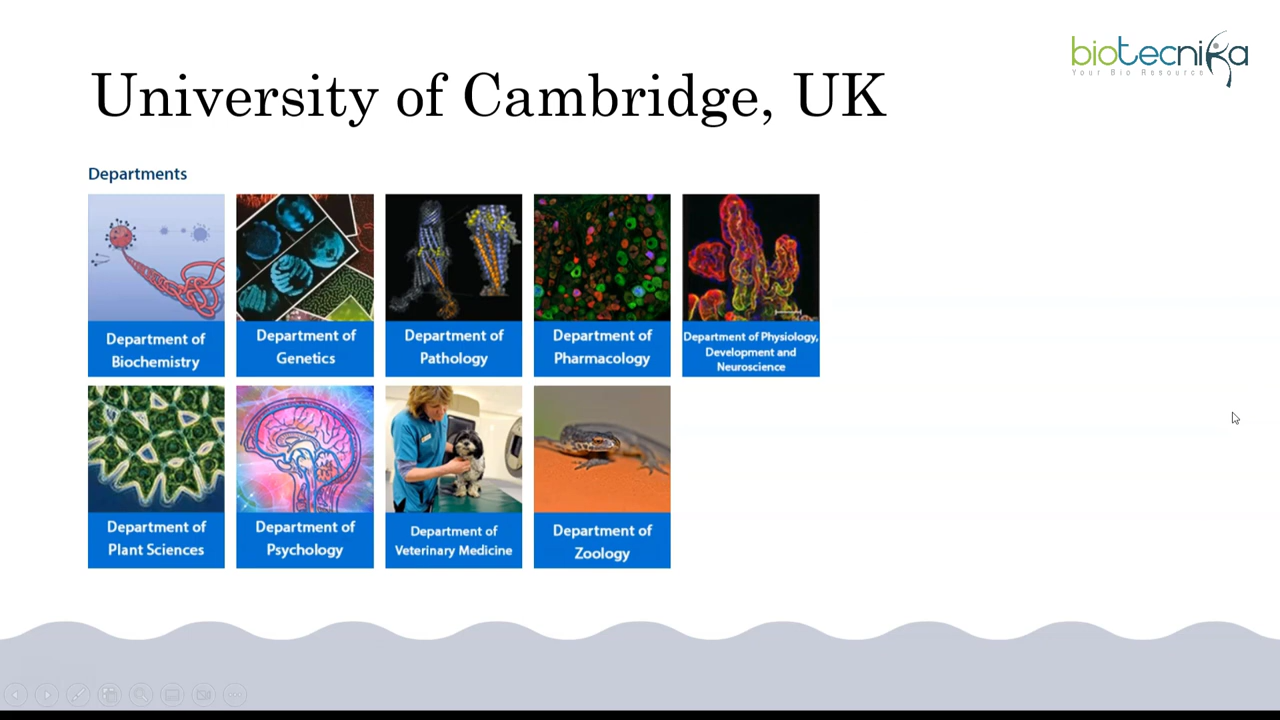 biotecnika
Your Bio Resource
University of Cambridge, UK
Departments
Department of
Biochemistry
Department of
Genetics
Department of
Pathology
Department of
Pharmacology
Department of Physiology,
Development and
Neuroscience
Department of
Plant Sciences
Department of
Psychology
Department of
Veterinary Medicine
Department of
Zoology